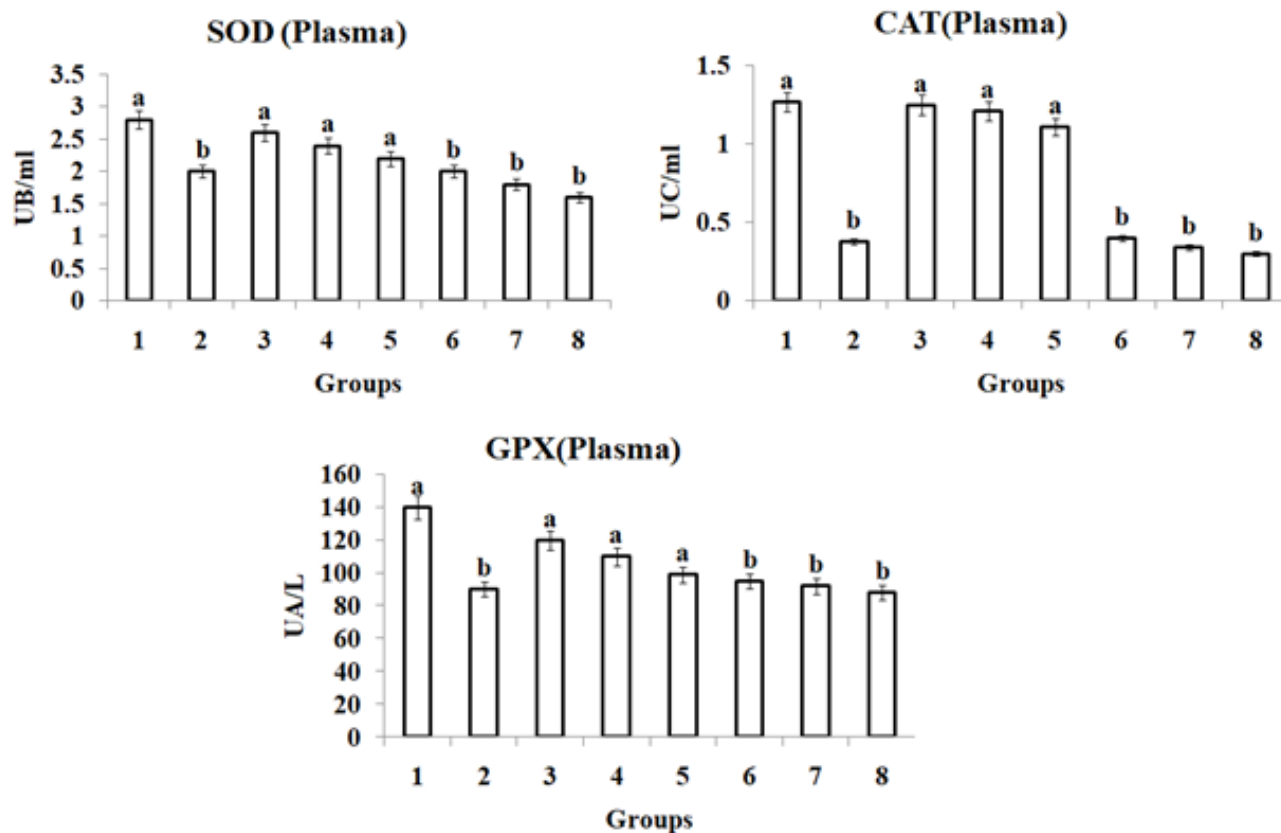 SOD (Plasma)
3.5
3
2.5
2
1.5
1
0.5
0
UB/ml
a
b
a
a
a
b
b
b
1 2 3 4 5 6 7 8
Groups
CAT(Plasma)
1.5
1
0.5
0
UC/ml
a
b
a
a
a
b
b
b
1 2 3 4 5 6 7 8
Groups
GPX(Plasma)
160
140
120
100
80
60
40
20
0
UA/L
a
b
a
a
a
b
b
b
1 2 3 4 5 6 7 8
Groups